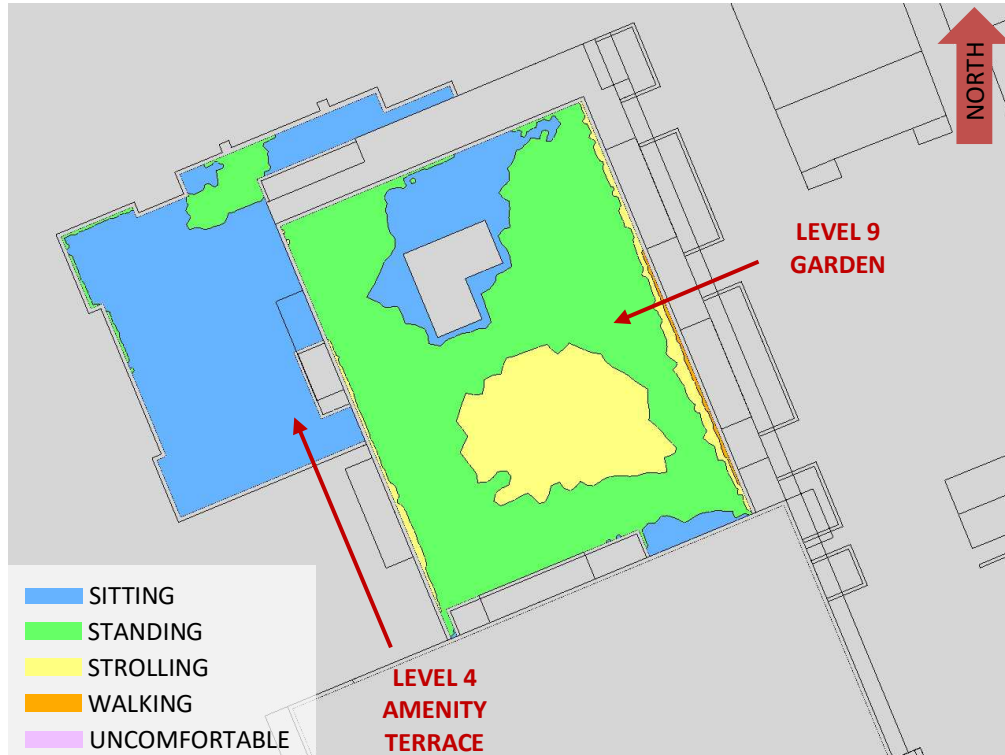 NORTH
LEVEL 9
GARDEN
SITTING
STANDING
STROLLING
WALKING
UNCOMFORTABLE
LEVEL 4
AMENITY
TERRACE